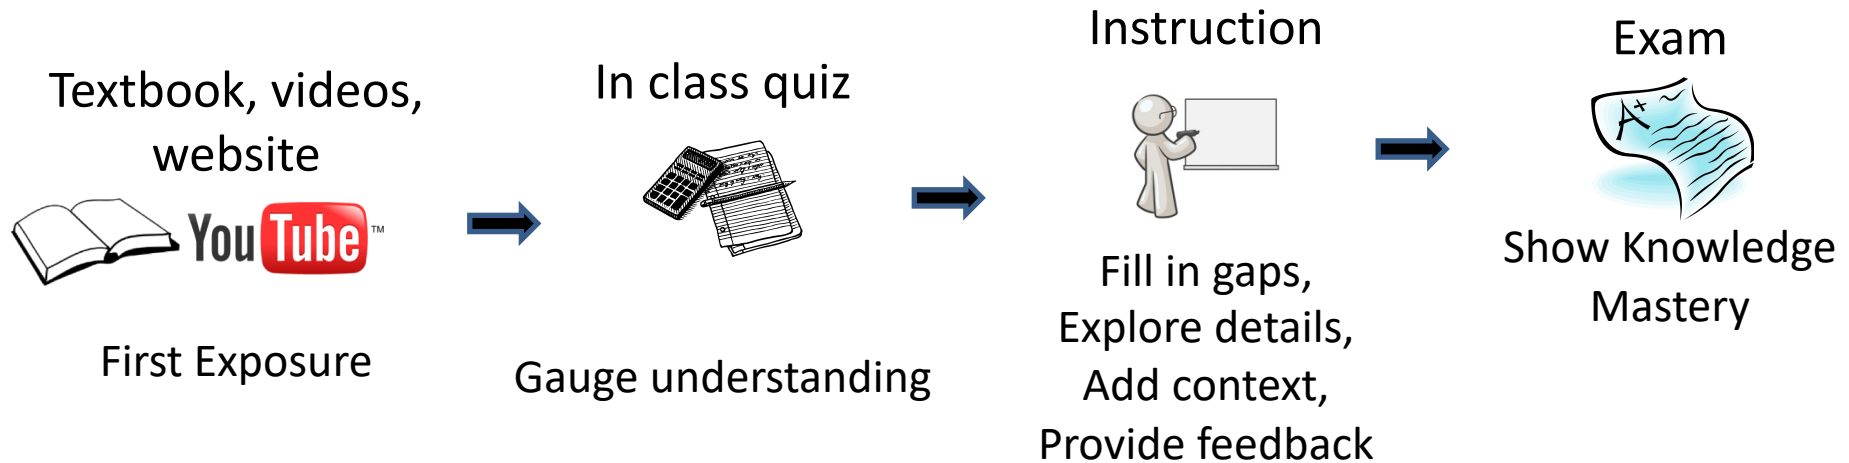 Textbook, videos,
website
YouTube™
First Exposure
In class quiz
Gauge understanding
Instruction
Fill in gaps,
Explore details,
Add context,
Provide feedback
Exam
A+
Show Knowledge
Mastery